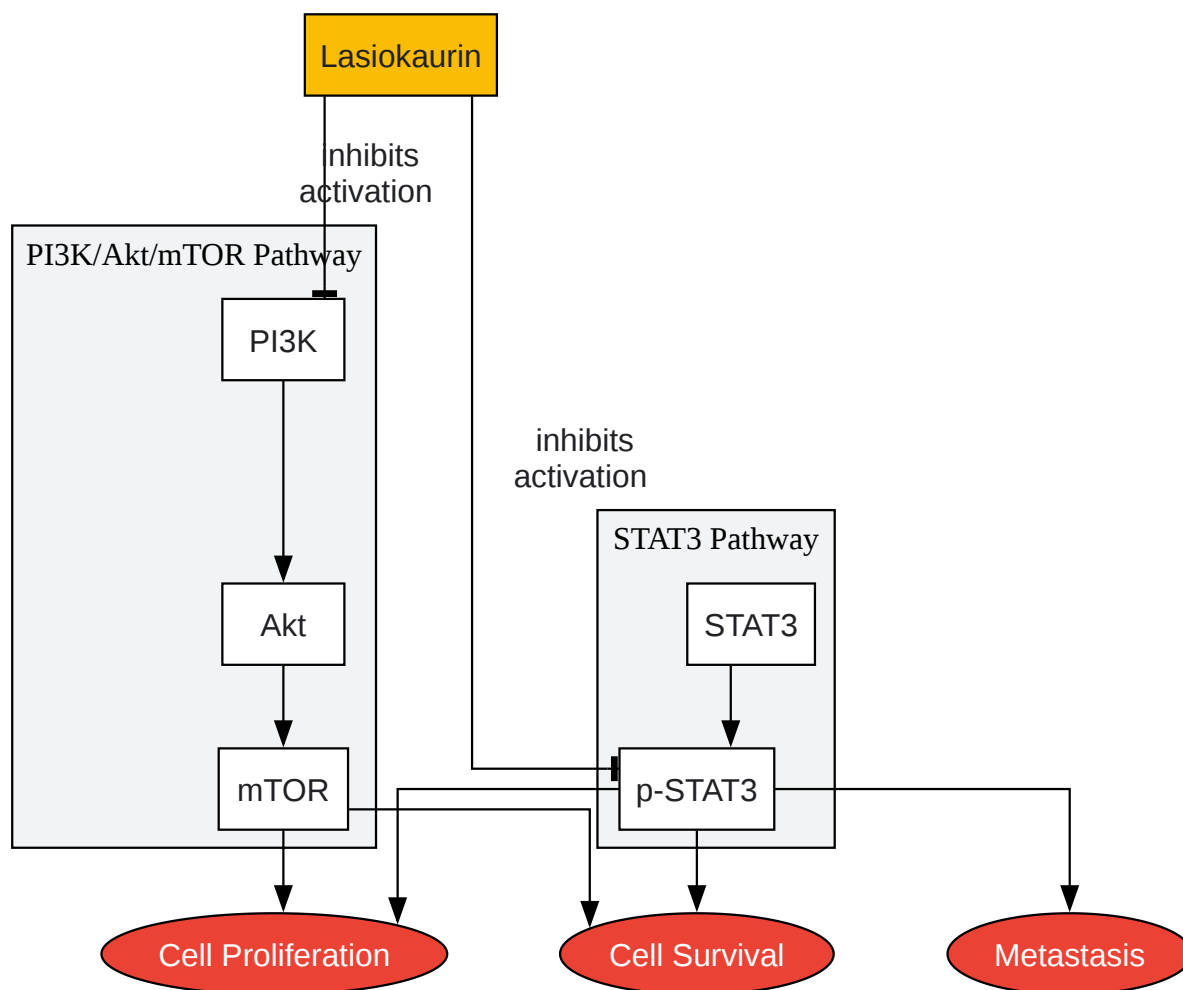 Lasiokaurin
inhibits
activation
PI3K/Akt/mTOR Pathway
PI3K
inhibits
activation
STAT3 Pathway
Akt
STAT3
mTOR
p-STAT3
Cell Proliferation
Cell Survival
Metastasis